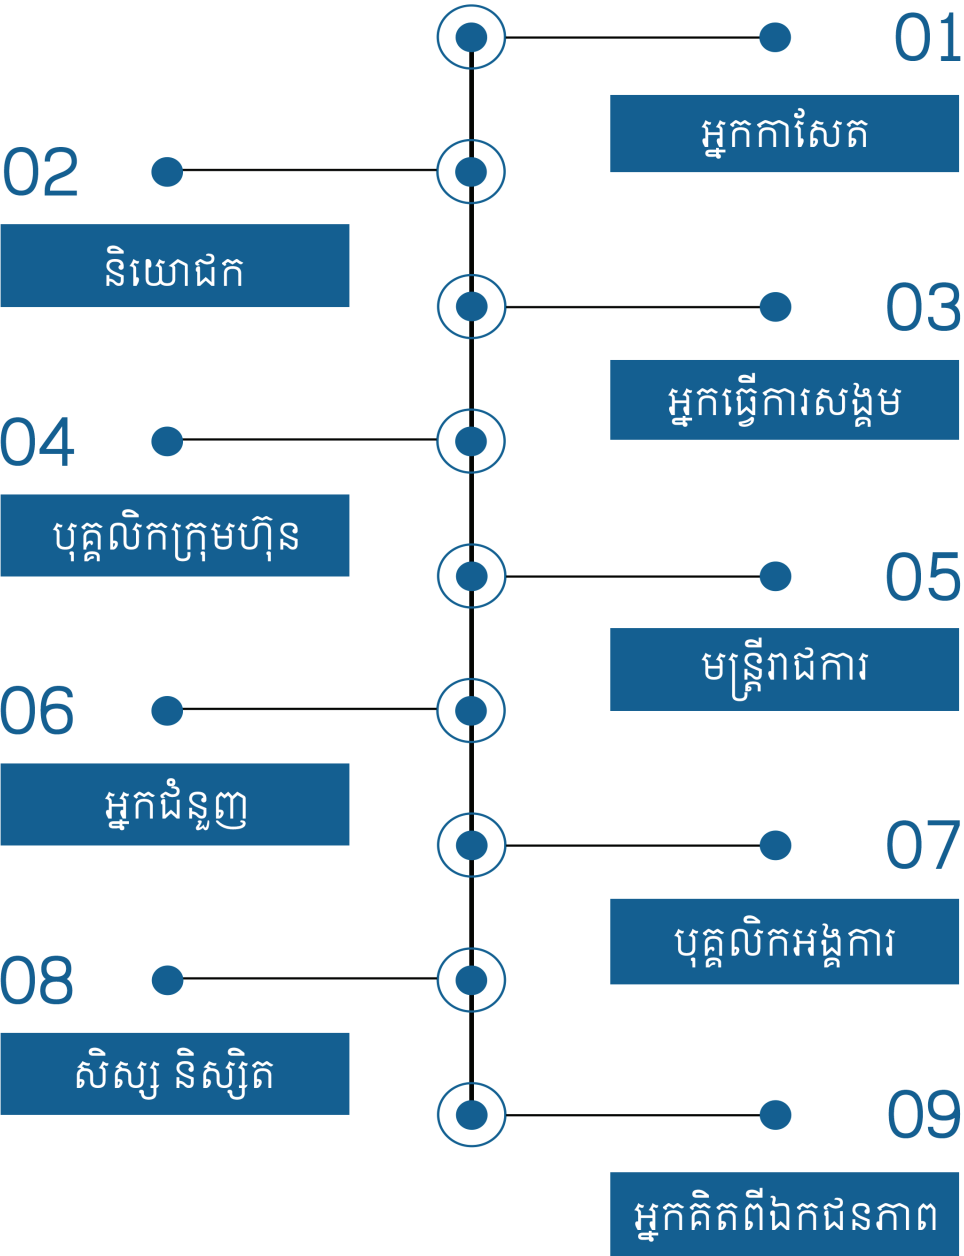 01
អ្នកកាសែត
02
និយោជក
03
អ្នកធ្វើការសង្គម
04
បុគ្គលិកក្រុមហ៊ុន
05
មន្ត្រីរាជការ
06
អ្នកជំនួញ
07
បុគ្គលិកអង្គការ
08
សិស្ស និស្សិត
09
អ្នកគិតពីឯកជនភាព